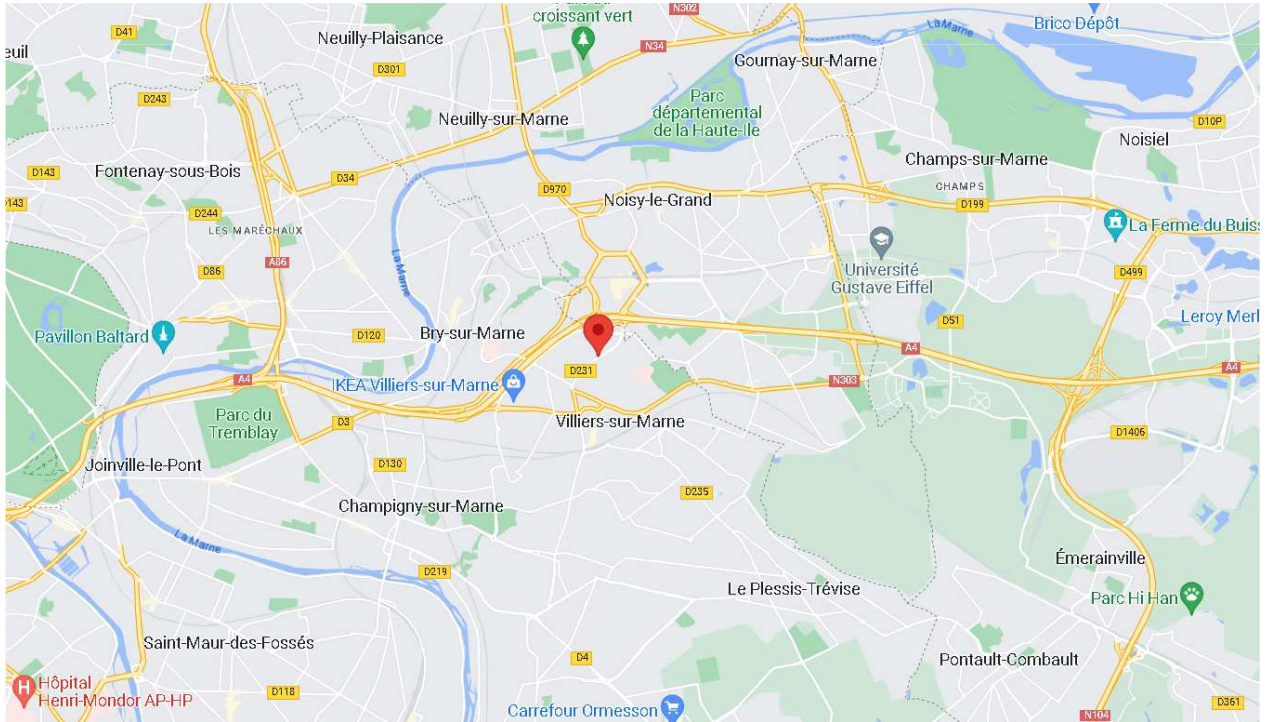 N302
croissant vert
La Marne
Brico Dépôt
D41
Neuilly-Plaisance
N34
euil
D301
Gournay-sur-Marne
D243
Parc
départemental
de la Haute-Ile
Neuilly-sur-Marne
D10P
Noisiel
D143
Fontenay-sous-Bois
D34
Champs-sur-Marne
D970
CHAMPS
D143
Noisy-le-Grand
D199
D244
LES MARÉCHAUX
La Ferme du Buiss
La Marne
A86
D86
Université
Gustave Eiffel
D499
D51
Leroy Merl
Pavillon Baltard
D120
Bry-sur-Marne
A4
A4
D231
A4
IKEA Villiers-sur-Marne
N303
Parc du
Tremblay
D3
Villiers-sur-Marne
D1406
Joinville-le-Pont
D130
D235
Champigny-sur-Marne
La Marne
Émerainville
D219
Le Plessis-Trévise
Parc Hi Han
Saint-Maur-des-Fossés
D4
Pontault-Combault
Hôpital
Henri-Mondor AP-HP
D118
Carrefour Ormesson
N104
D361